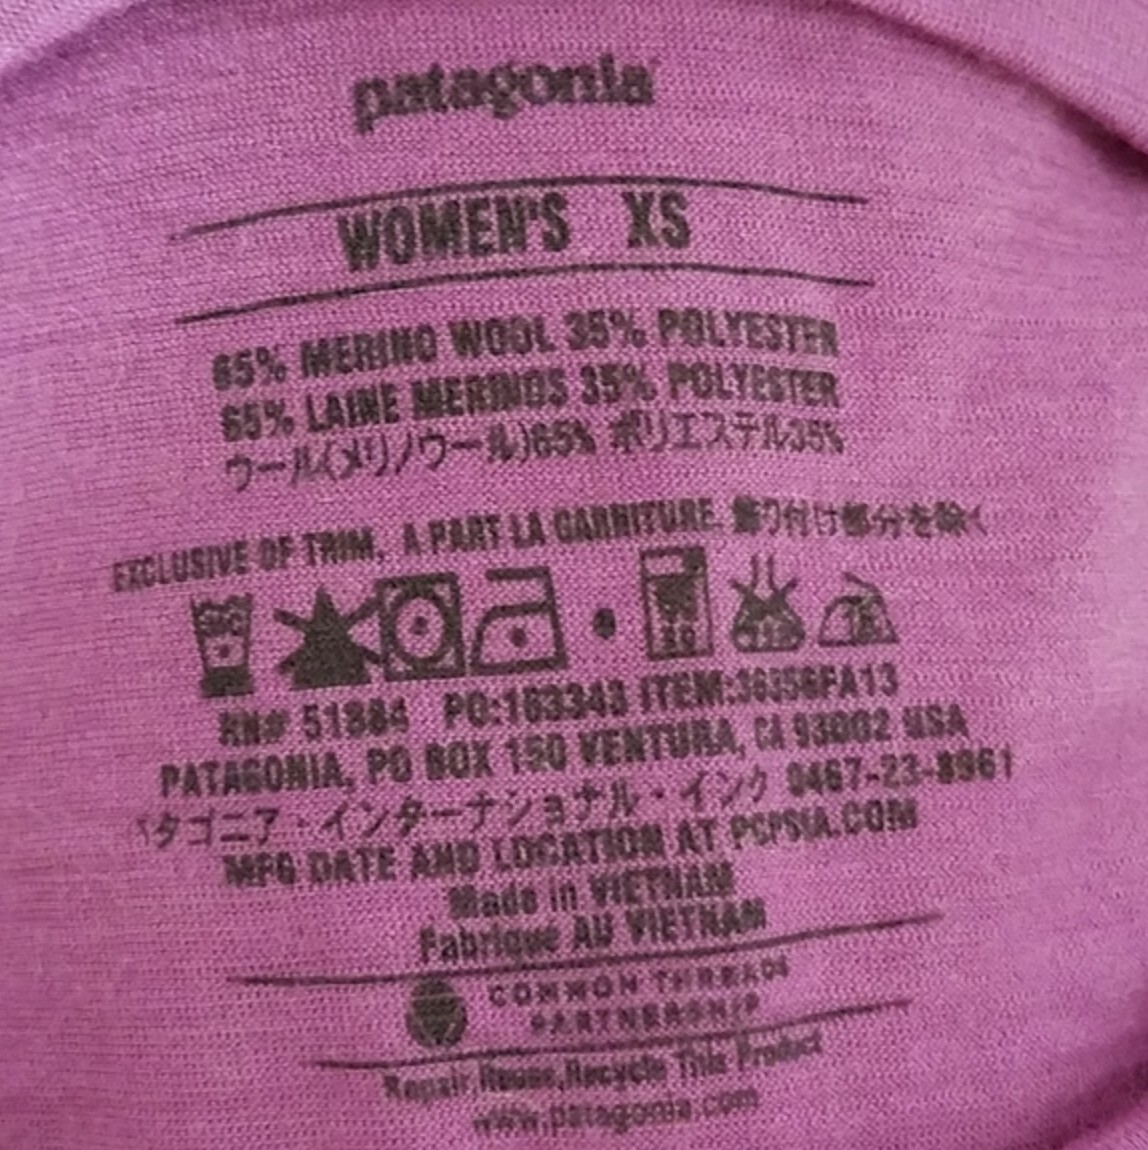 patagonia
WOMEN'S XS
65% MERINO WOOL 35% POLYESTER
65% LAINE MERINOS 35% POLYESTER
ウール(メリノウール)65% ポリエステル35%
EXCLUSIVE OF TRIM, A PART LA GARNITURE 飾り付け部分を除く
RN# 51884 PO:163343 ITEM:36356FA13
PATAGONIA, PO BOX 150 VENTURA, CA 93002 USA
パタゴニア・インターナショナル・インク 0467-23-8961
MFG DATE AND LOCATION AT PCPSIA.COM
Made in VIETNAM
Fabriqué AU VIETNAM
COMMON THREADS
PARTNERSHIP
Repair,Reuse,Recycle This Product
www.patagonia.com